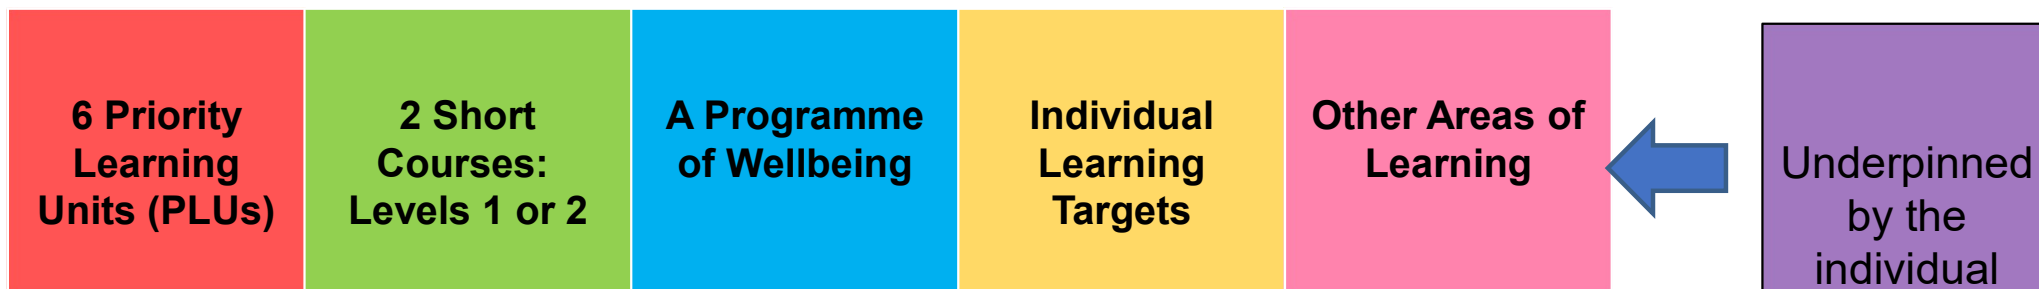 6 Priority
Learning
Units (PLUs)
2 Short
Courses:
Levels 1 or 2
A Programme
of Wellbeing
Individual
Learning
Targets
Other Areas of
Learning
Underpinned
by the
individual